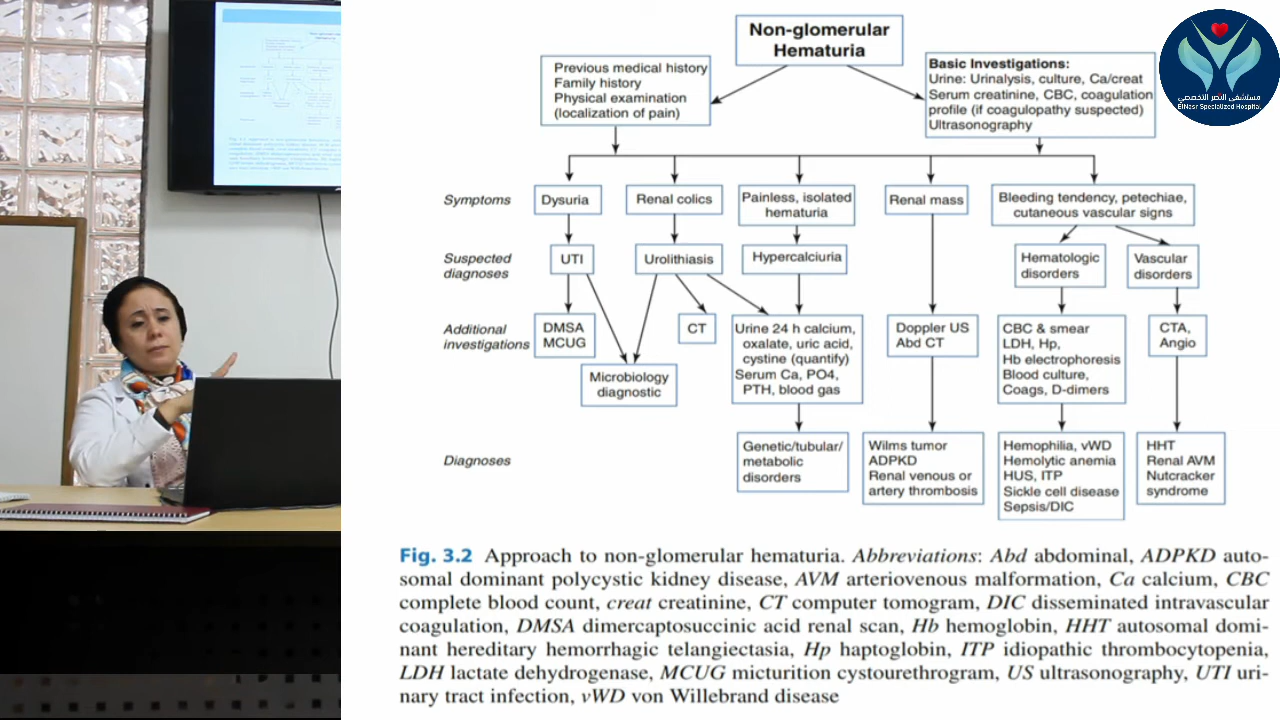 Non-glomerular
Hematuria
Previous medical history
Family history
Physical examination
(localization of pain)
Basic Investigations:
Urine: Urinalysis, culture, Ca/creat
Serum creatinine, CBC, coagulation
profile (if coagulopathy suspected)
Ultrasonography
مستشفى النصر التخصصي
ElNasr Specialized Hospital
Symptoms
Dysuria
Renal colics
Painless, isolated
hematuria
Renal mass
Bleeding tendency, petechiae,
cutaneous vascular signs
Suspected
diagnoses
UTI
Urolithiasis
Hypercalciuria
Hematologic
disorders
Vascular
disorders
Additional
investigations
DMSA
MCUG
Microbiology
diagnostic
CT
Urine 24 h calcium,
oxalate, uric acid,
cystine (quantify)
Serum Ca, PO4,
PTH, blood gas
Doppler US
Abd CT
CBC & smear
LDH, Hp,
Hb electrophoresis
Blood culture,
Coags, D-dimers
CTA,
Angio
Diagnoses
Genetic/tubular/
metabolic
disorders
Wilms tumor
ADPKD
Renal venous or
artery thrombosis
Hemophilia, vWD
Hemolytic anemia
HUS, ITP
Sickle cell disease
Sepsis/DIC
HHT
Renal AVM
Nutcracker
syndrome
Fig. 3.2 Approach to non-glomerular hematuria. Abbreviations: Abd abdominal, ADPKD auto-
somal dominant polycystic kidney disease, AVM arteriovenous malformation, Ca calcium, CBC
complete blood count, creat creatinine, CT computer tomogram, DIC disseminated intravascular
coagulation, DMSA dimercaptosuccinic acid renal scan, Hb hemoglobin, HHT autosomal domi-
nant hereditary hemorrhagic telangiectasia, Hp haptoglobin, ITP idiopathic thrombocytopenia,
LDH lactate dehydrogenase, MCUG micturition cystourethrogram, US ultrasonography, UTI uri-
nary tract infection, vWD von Willebrand disease